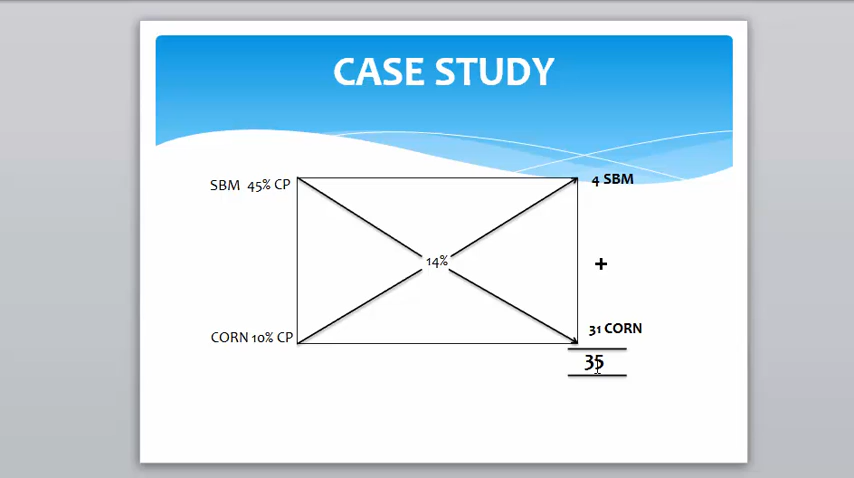 CASE STUDY
SBM 45% CP
4 SBM
14%
+
CORN 10% CP
31 CORN
35